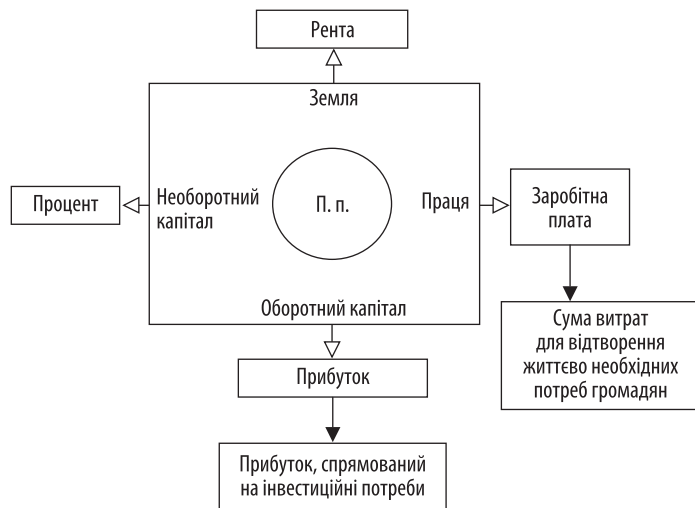 Рента
Земля
Процент
Необоротний
капітал
П. п.
Праця
Заробітна
плата
Оборотний капітал
Сума витрат
для відтворення
життєво необхідних
потреб громадян
Прибуток
Прибуток, спрямований
на інвестиційні потреби